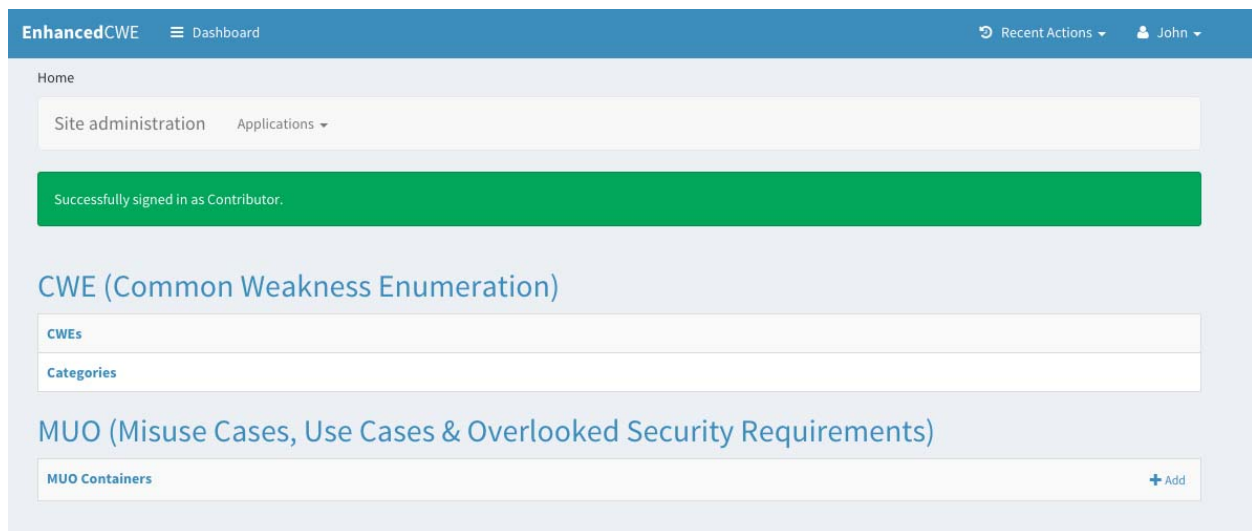 EnhancedCWE Dashboard Recent Actions John
Home
Site administration Applications
Successfully signed in as Contributor.
CWE (Common Weakness Enumeration)
CWEs
Categories
MUO (Misuse Cases, Use Cases & Overlooked Security Requirements)
MUO Containers Add